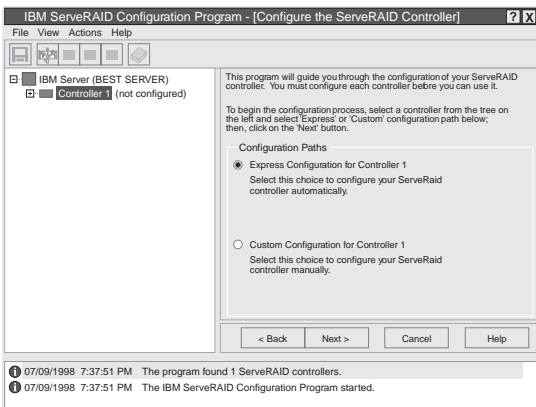 IBM ServeRAID Configuration Program - [Configure the ServeRAID Controller] ? X
File View Actions Help
IBM Server (BEST SERVER)
Controller 1 (not configured)
This program will guide you through the configuration of your ServeRAID
controller. You must configure each controller before you can use it.
To begin the configuration process, select a controller from the tree on
the left and select 'Express' or 'Custom' configuration path below;
then, click on the 'Next' button.
Configuration Paths
Express Configuration for Controller 1
Select this choice to configure your ServeRaid
controller automatically.
Custom Configuration for Controller 1
Select this choice to configure your ServeRaid
controller manually.
< Back Next > Cancel Help
07/09/1998 7:37:51 PM The program found 1 ServeRAID controllers.
07/09/1998 7:37:51 PM The IBM ServeRAID Configuration Program started.